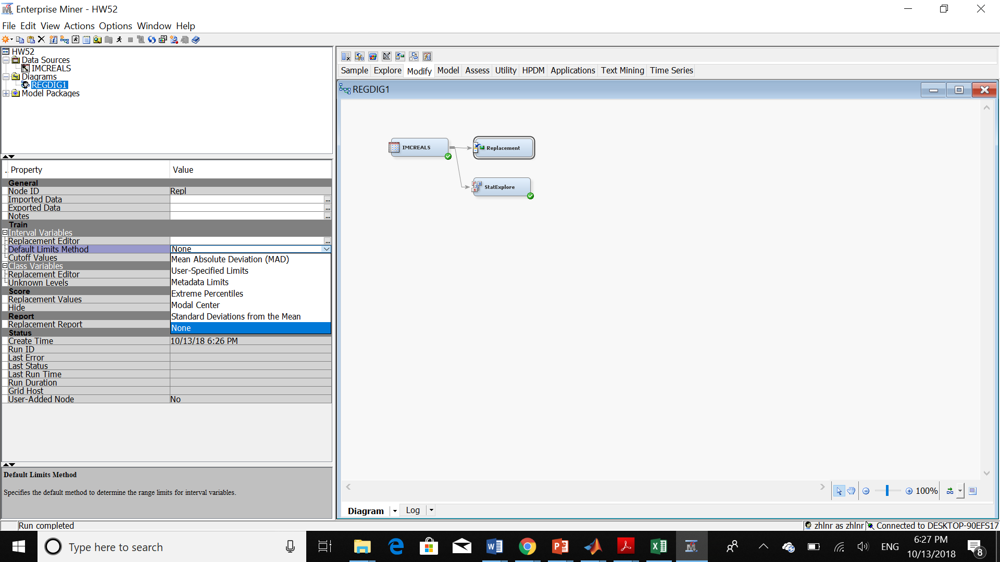 Enterprise Miner - HW52
File Edit View Actions Options Window Help
HW52
Data Sources
IMCREALS
Diagrams
REGDIG1
Model Packages
. Property Value
General
Node ID Repl
Imported Data ...
Exported Data ...
Notes ...
Train
Interval Variables
Replacement Editor ...
Default Limits Method None
Cutoff Values
Class Variables
Replacement Editor
Unknown Levels
Score
Replacement Values
Hide
Report
Replacement Report
Status
Create Time 10/13/18 6:26 PM
Run ID
Last Error
Last Status
Last Run Time
Run Duration
Grid Host
User-Added Node No
Mean Absolute Deviation (MAD)
User-Specified Limits
Metadata Limits
Extreme Percentiles
Modal Center
Standard Deviations from the Mean
None
Default Limits Method
Specifies the default method to determine the range limits for interval variables.
Sample Explore Modify Model Assess Utility HPDM Applications Text Mining Time Series
REGDIG1
IMCREALS
Replacement
StatExplore
100%
Diagram Log
Run completed
zhlnr as zhlnr Connected to DESKTOP-90EFS17
Type here to search
ENG
6:27 PM
10/13/2018
8